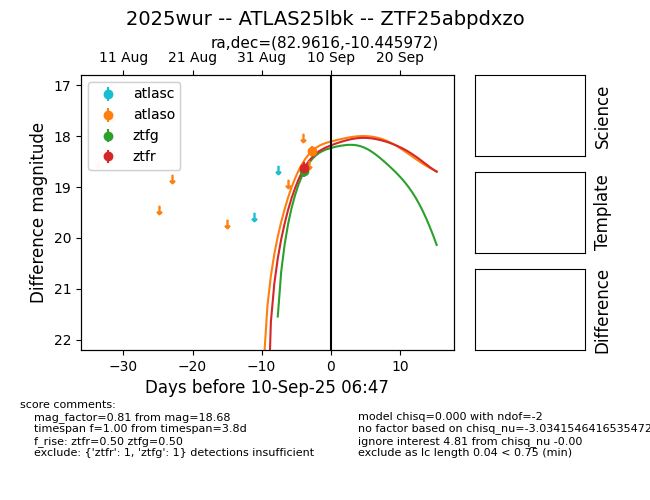 2025wur -- ATLAS25lbk -- ZTF25abpdxzo
ra,dec=(82.9616,-10.445972)
11 Aug 21 Aug 31 Aug 10 Sep 20 Sep
atlasc
atlaso
ztfg
ztfr
17
18
19
20
21
22
Difference magnitude
−30 −20 −10 0 10
Days before 10-Sep-25 06:47
Science
Template
Difference
score comments:
mag_factor=0.81 from mag=18.68
timespan f=1.00 from timespan=3.8d
f_rise: ztfr=0.50 ztfg=0.50
exclude: {'ztfr': 1, 'ztfg': 1} detections insufficient
model chisq=0.000 with ndof=-2
no factor based on chisq_nu=-3.0341546416535472
ignore interest 4.81 from chisq_nu -0.00
exclude as lc length 0.04 < 0.75 (min)